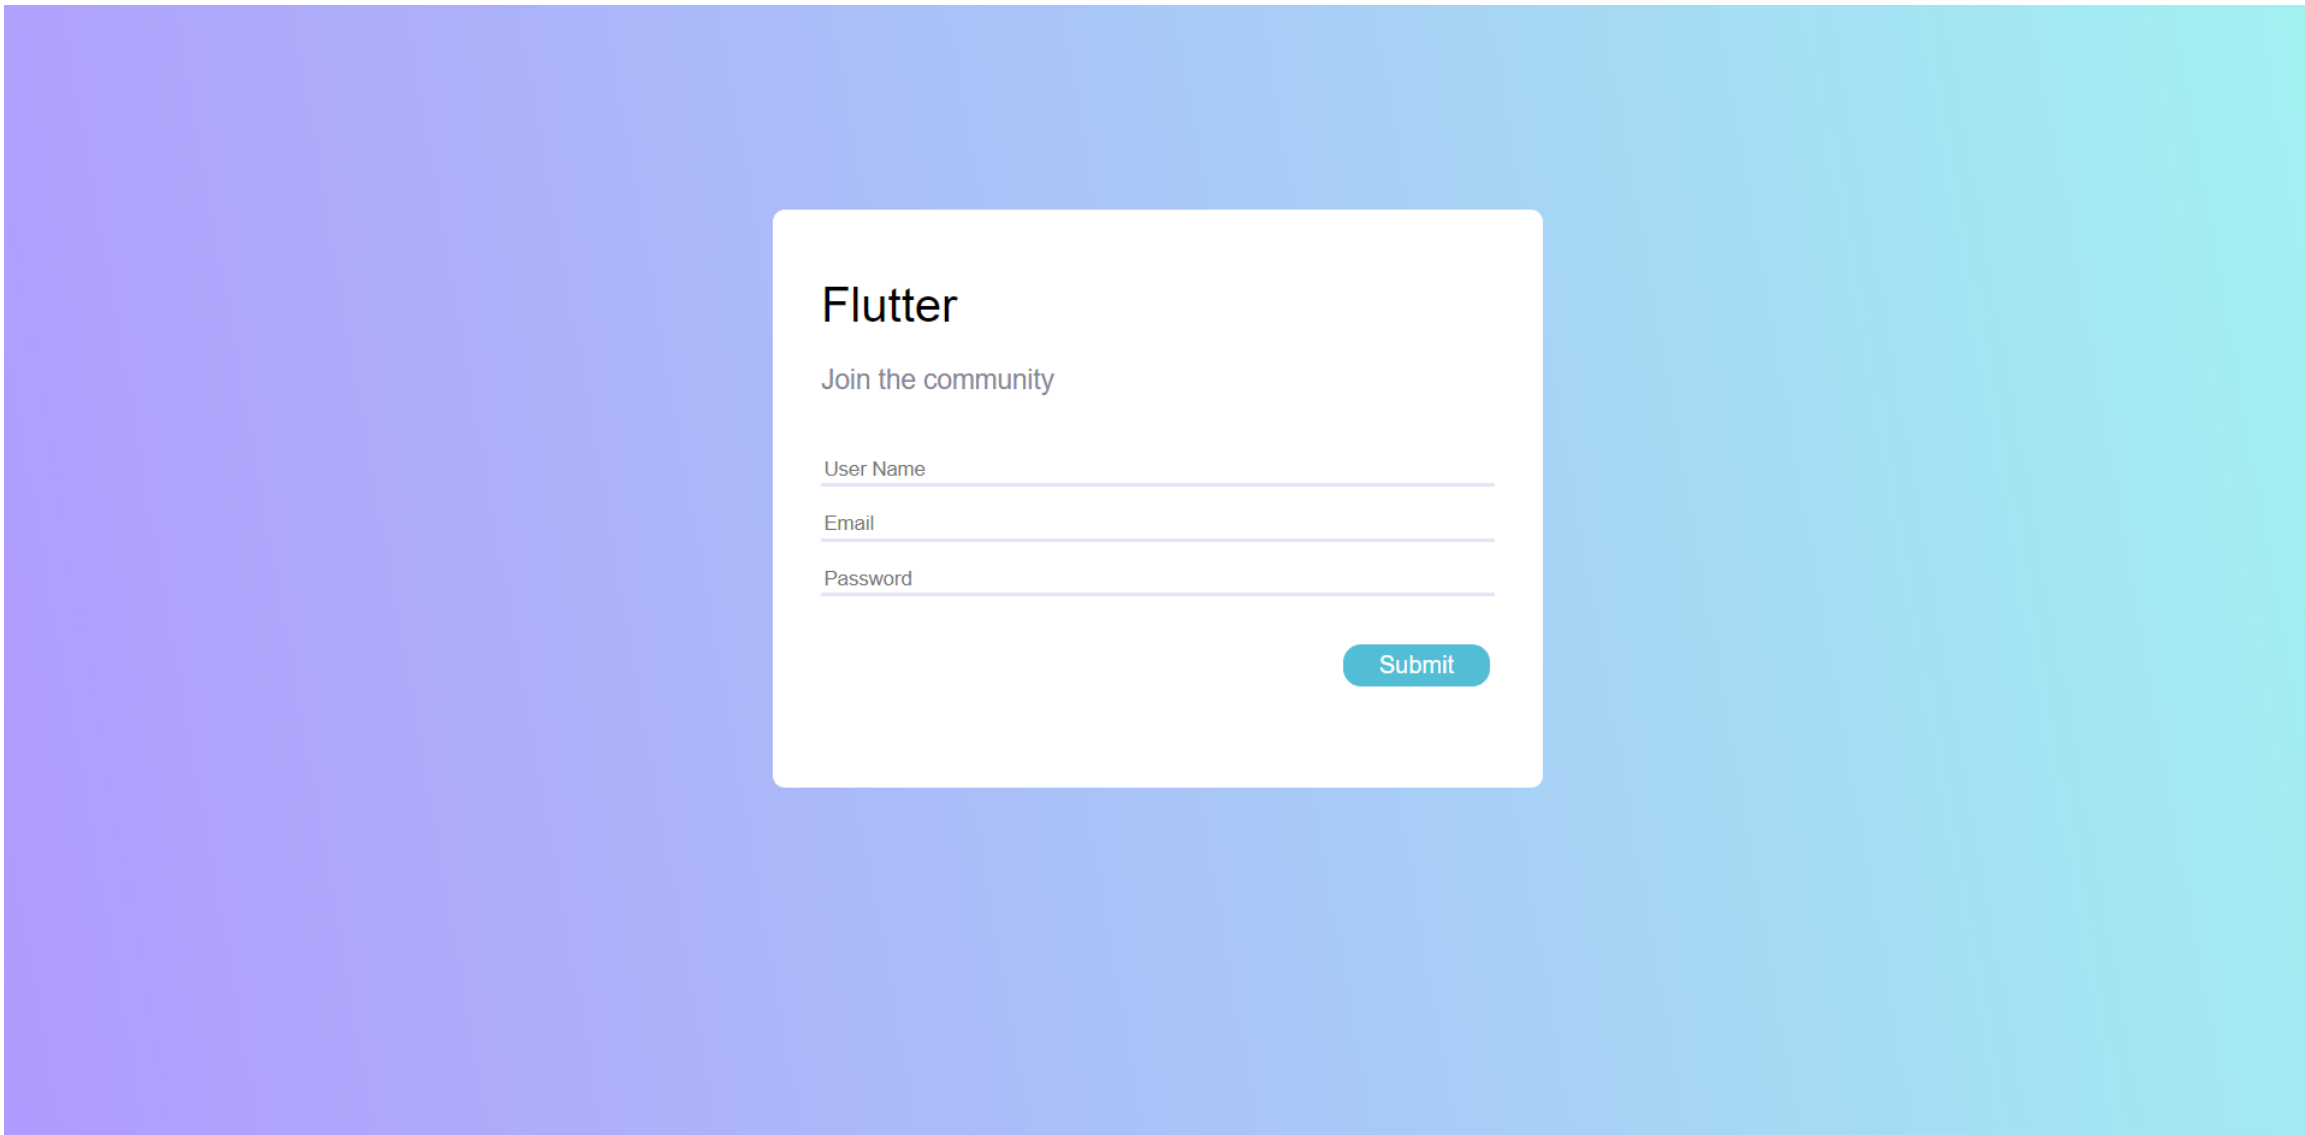 Flutter
Join the community
User Name
Email
Password
Submit